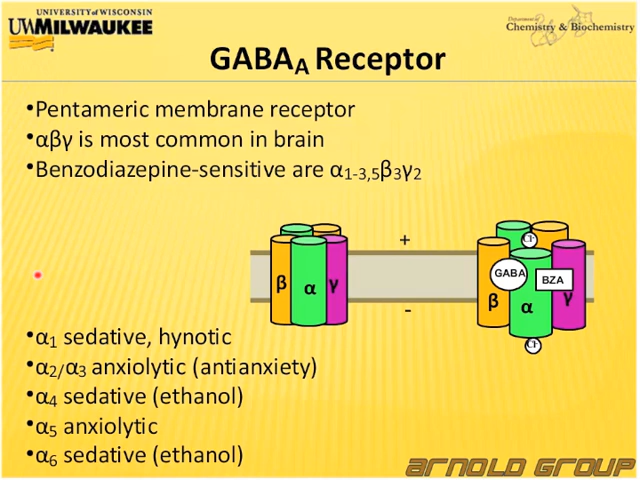 UNIVERSITY of WISCONSIN
UWMILWAUKEE
Department of
Chemistry & Biochemistry
GABAA Receptor
•Pentameric membrane receptor
•αβγ is most common in brain
•Benzodiazepine-sensitive are α1-3,5β3γ2
+
-
β α γ
Cl-
GABA
BZA
β α γ
Cl-
•α1 sedative, hynotic
•α2/α3 anxiolytic (antianxiety)
•α4 sedative (ethanol)
•α5 anxiolytic
•α6 sedative (ethanol)
ARNOLD GROUP